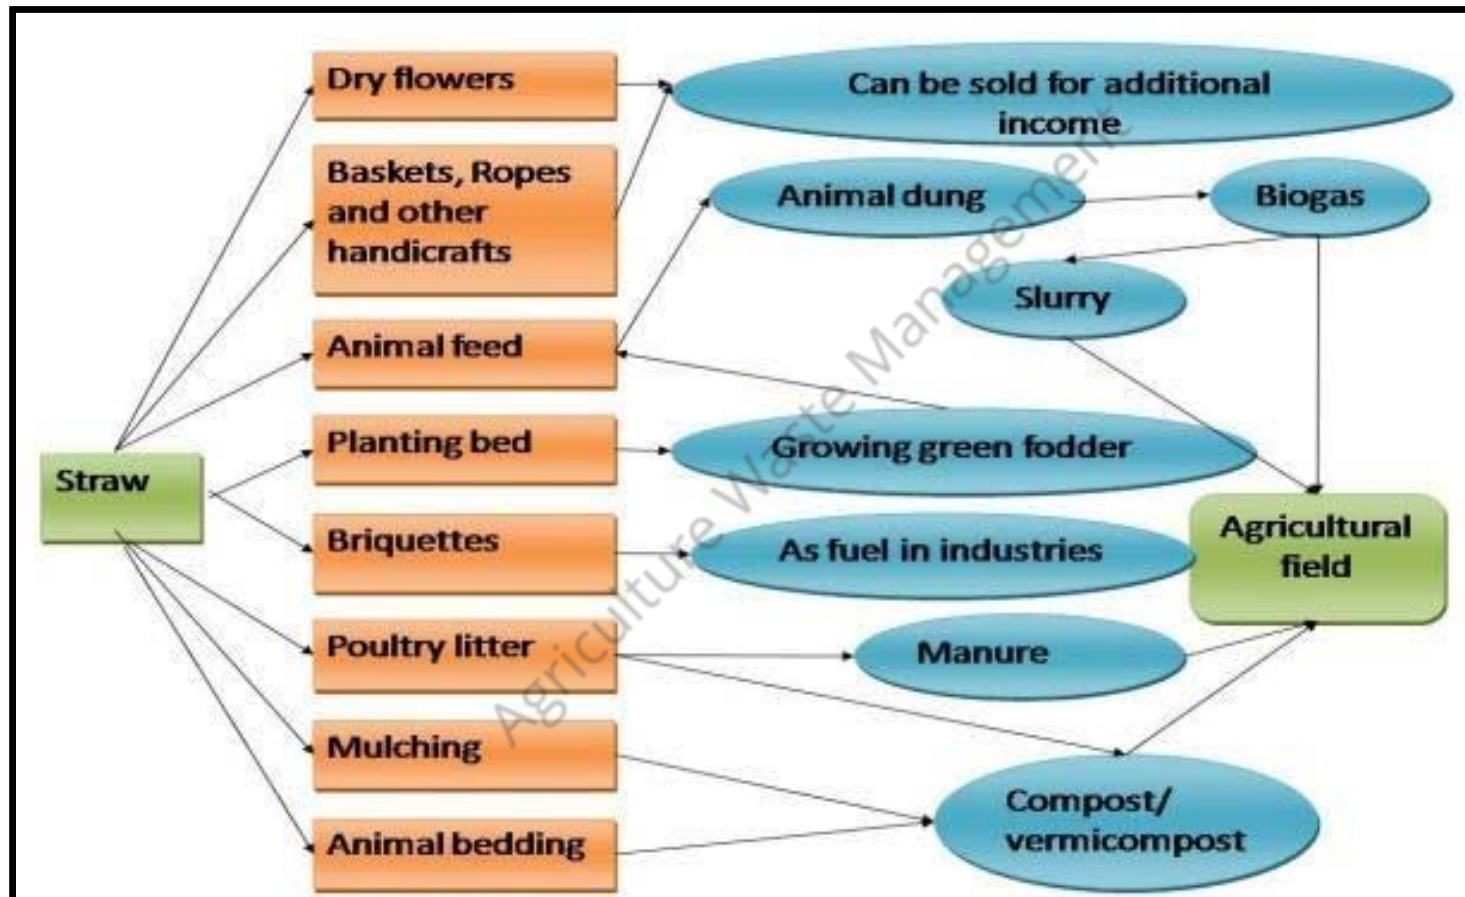 Dry flowers
Can be sold for additional
income
Baskets, Ropes
and other
handicrafts
Animal dung
Biogas
Slurry
Animal feed
Planting bed
Growing green fodder
Straw
Briquettes
As fuel in industries
Agricultural
field
Poultry litter
Manure
Mulching
Compost/
vermicompost
Animal bedding
Agriculture Waste Management